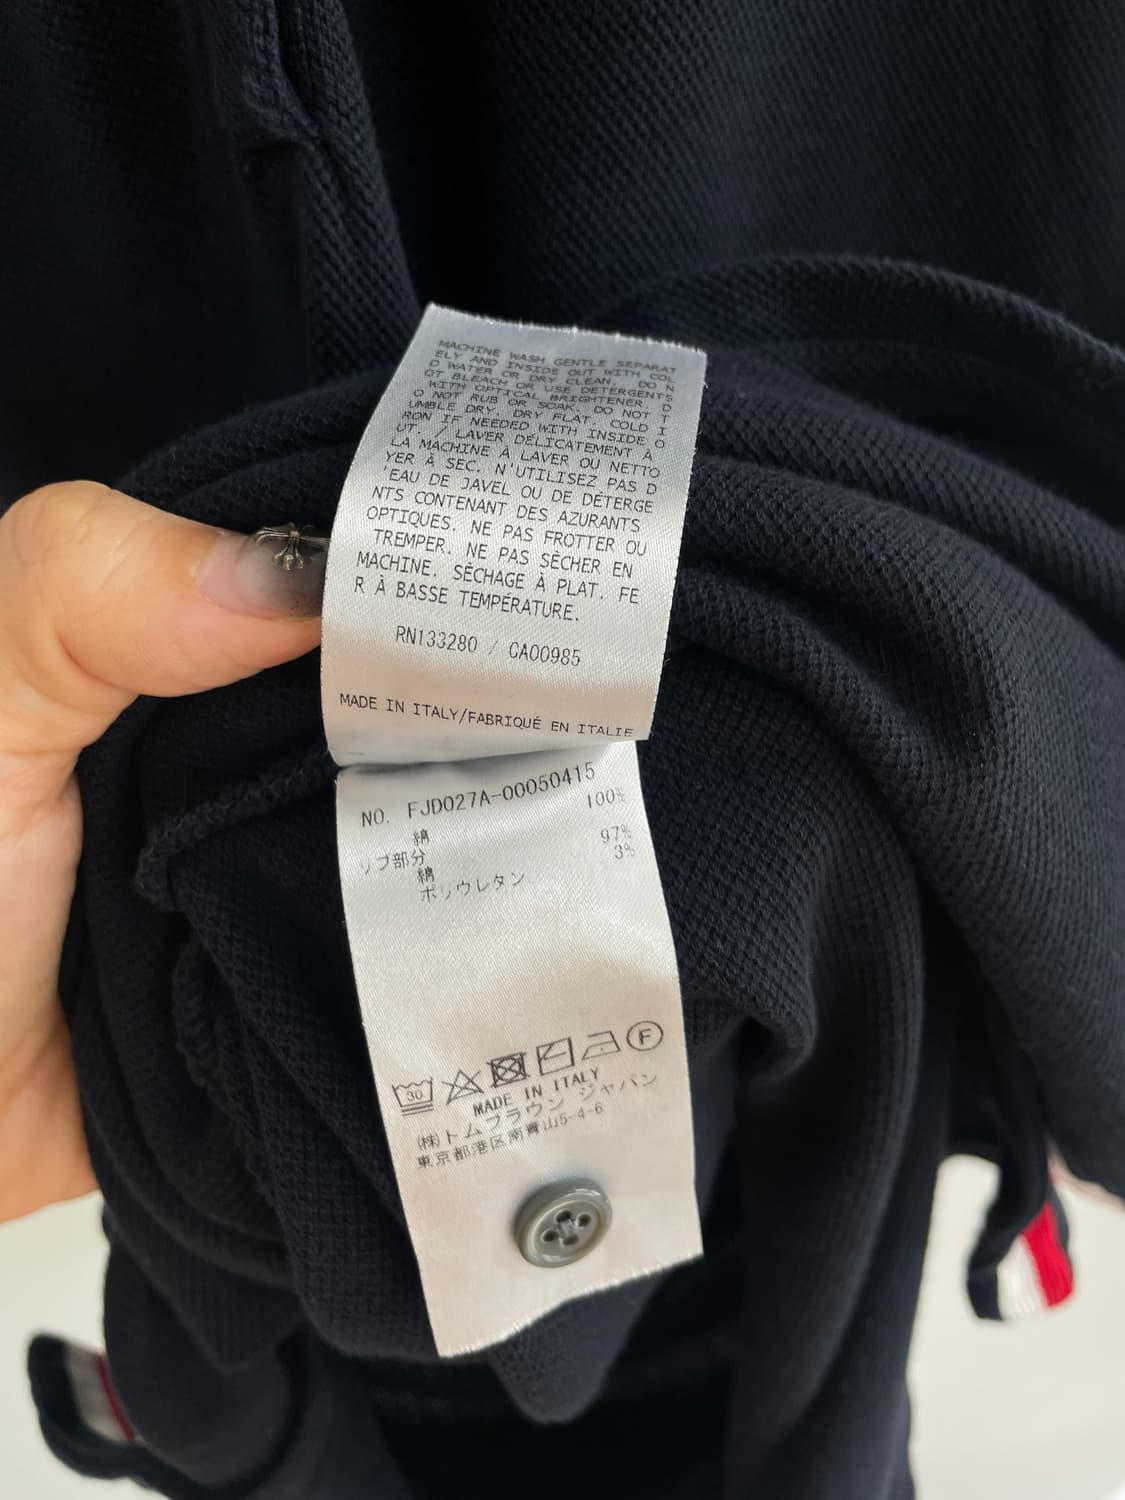 MACHINE WASH GENTLE SEPARAT
ELY AND INSIDE OUT WITH COL
D WATER OR DRY CLEAN. DO N
OT BLEACH OR USE DETERGENTS
WITH OPTICAL BRIGHTENER. D
O NOT RUB OR SOAK. DO NOT T
UMBLE DRY. DRY FLAT. COLD I
RON IF NEEDED WITH INSIDE O
UT. / LAVER DÉLICATEMENT À
LA MACHINE À LAVER OU NETTO
YER À SEC. N'UTILISEZ PAS D
'EAU DE JAVEL OU DE DÉTERGE
NTS CONTENANT DES AZURANTS
OPTIQUES. NE PAS FROTTER OU
TREMPER. NE PAS SÈCHER EN
MACHINE. SÈCHAGE À PLAT. FE
R À BASSE TEMPÉRATURE.
RN133280 / CA00985
MADE IN ITALY/FABRIQUÉ EN ITALIE
NO. FJD027A-00050415
綿 100%
リブ部分
綿 97%
ポリウレタン 3%
30 F
MADE IN ITALY
(株)トムブラウン ジャパン
東京都港区南青山5-4-6